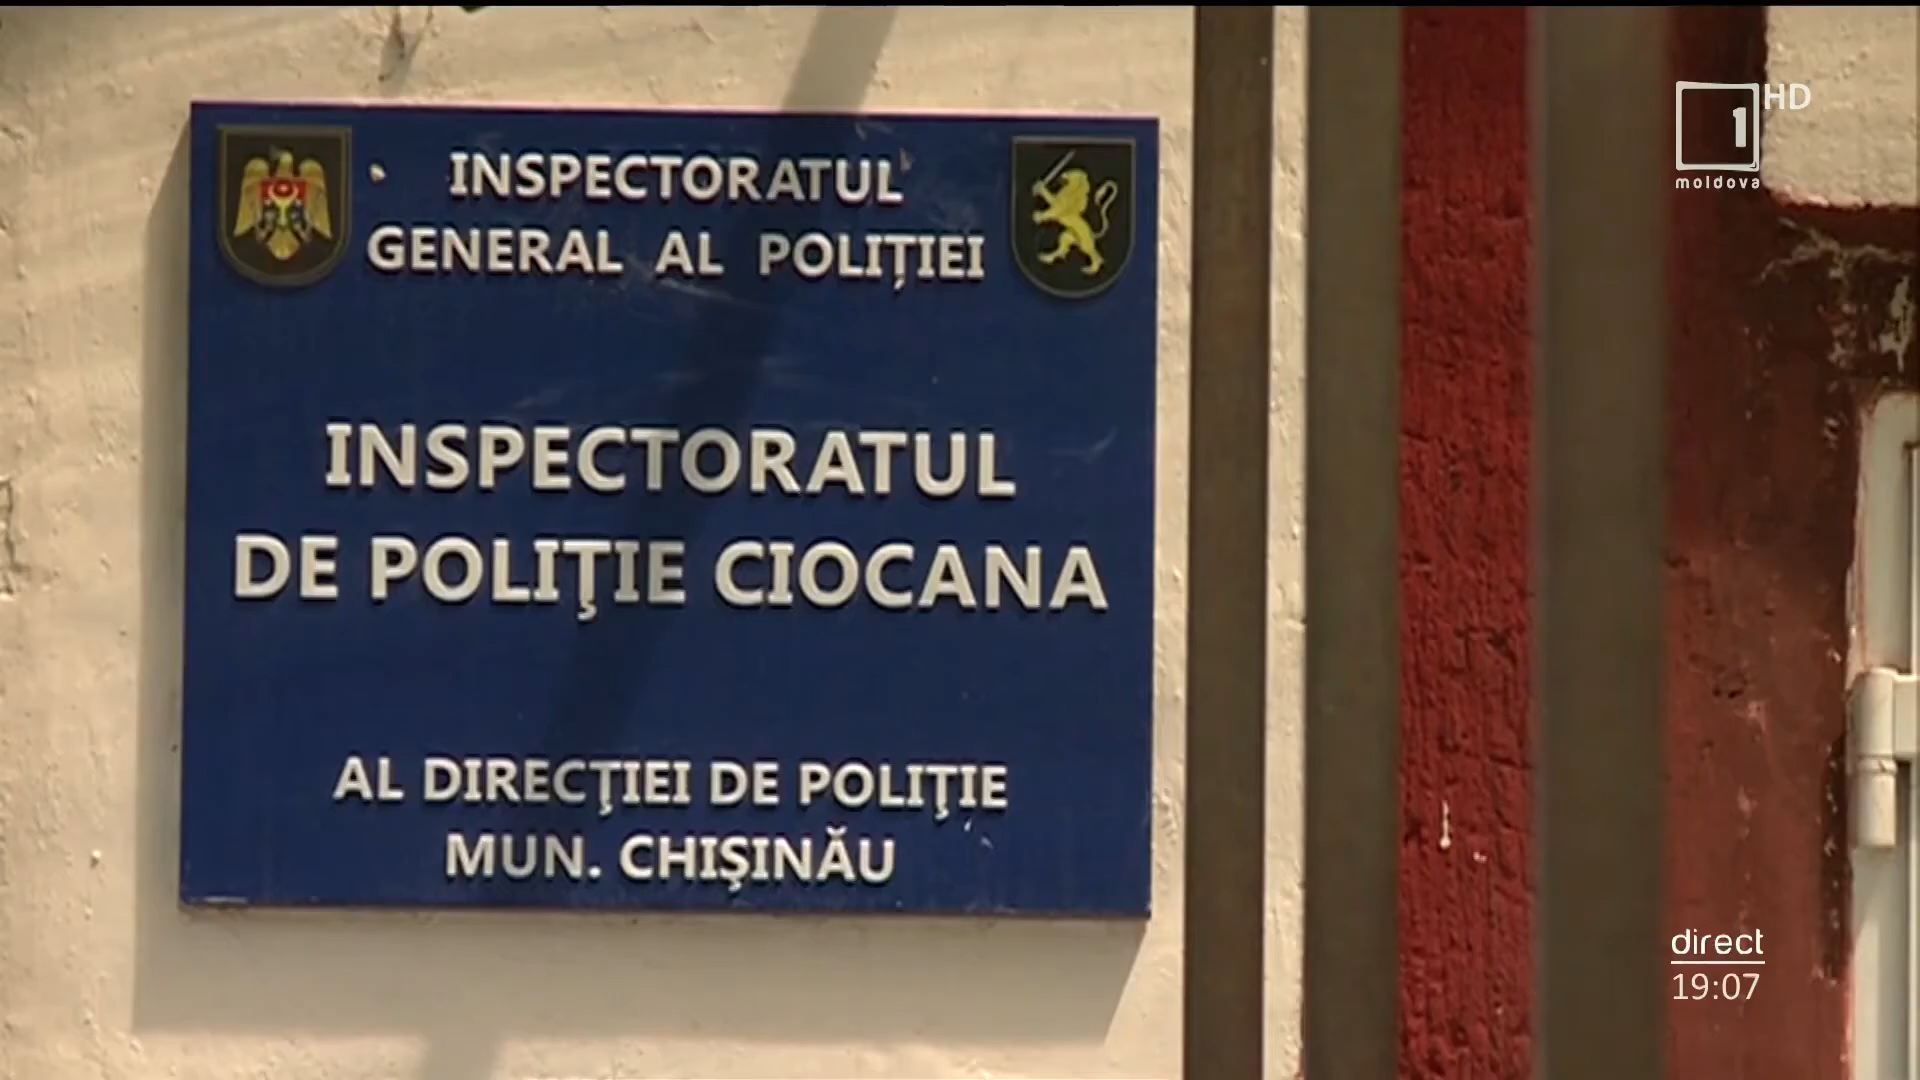 INSPECTORATUL
GENERAL AL POLIȚIEI
INSPECTORATUL
DE POLIŢIE CIOCANA
AL DIRECŢIEI DE POLIŢIE
MUN. CHIŞINĂU
1 HD
moldova
direct
19:07